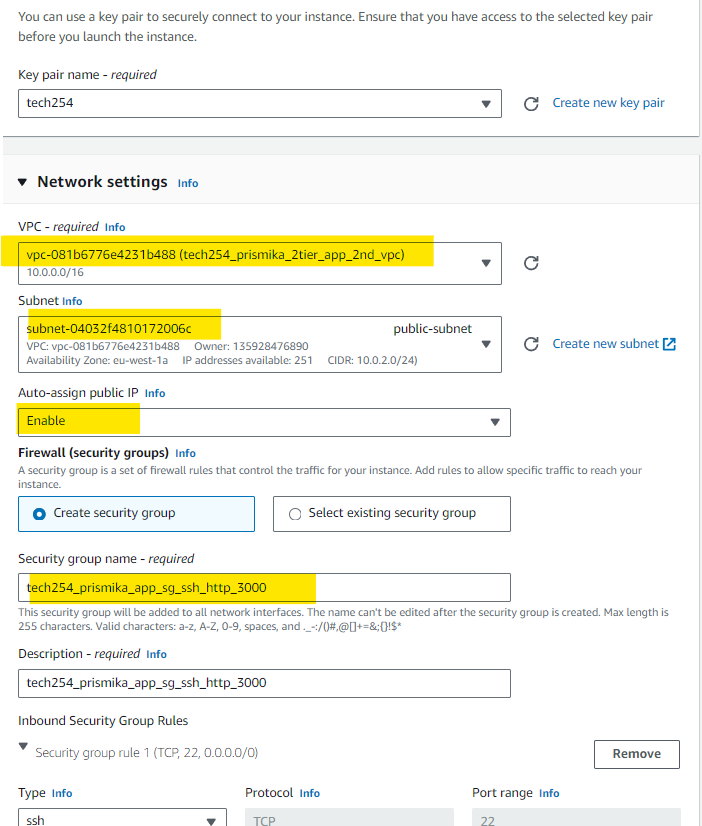 You can use a key pair to securely connect to your instance. Ensure that you have access to the selected key pair
before you launch the instance.
Key pair name - required
tech254
Create new key pair
Network settings Info
VPC - required Info
vpc-081b6776e4231b488 (tech254_prismika_2tier_app_2nd_vpc)
10.0.0.0/16
Subnet Info
subnet-04032f4810172006c public-subnet
VPC: vpc-081b6776e4231b488 Owner: 135928476890
Availability Zone: eu-west-1a IP addresses available: 251 CIDR: 10.0.2.0/24)
Create new subnet
Auto-assign public IP Info
Enable
Firewall (security groups) Info
A security group is a set of firewall rules that control the traffic for your instance. Add rules to allow specific traffic to reach your
instance.
Create security group Select existing security group
Security group name - required
tech254_prismika_app_sg_ssh_http_3000
This security group will be added to all network interfaces. The name can't be edited after the security group is created. Max length is
255 characters. Valid characters: a-z, A-Z, 0-9, spaces, and ._-:/()#,@[]+=&;{}!$*
Description - required Info
tech254_prismika_app_sg_ssh_http_3000
Inbound Security Group Rules
Security group rule 1 (TCP, 22, 0.0.0.0/0) Remove
Type Info Protocol Info Port range Info
ssh TCP 22